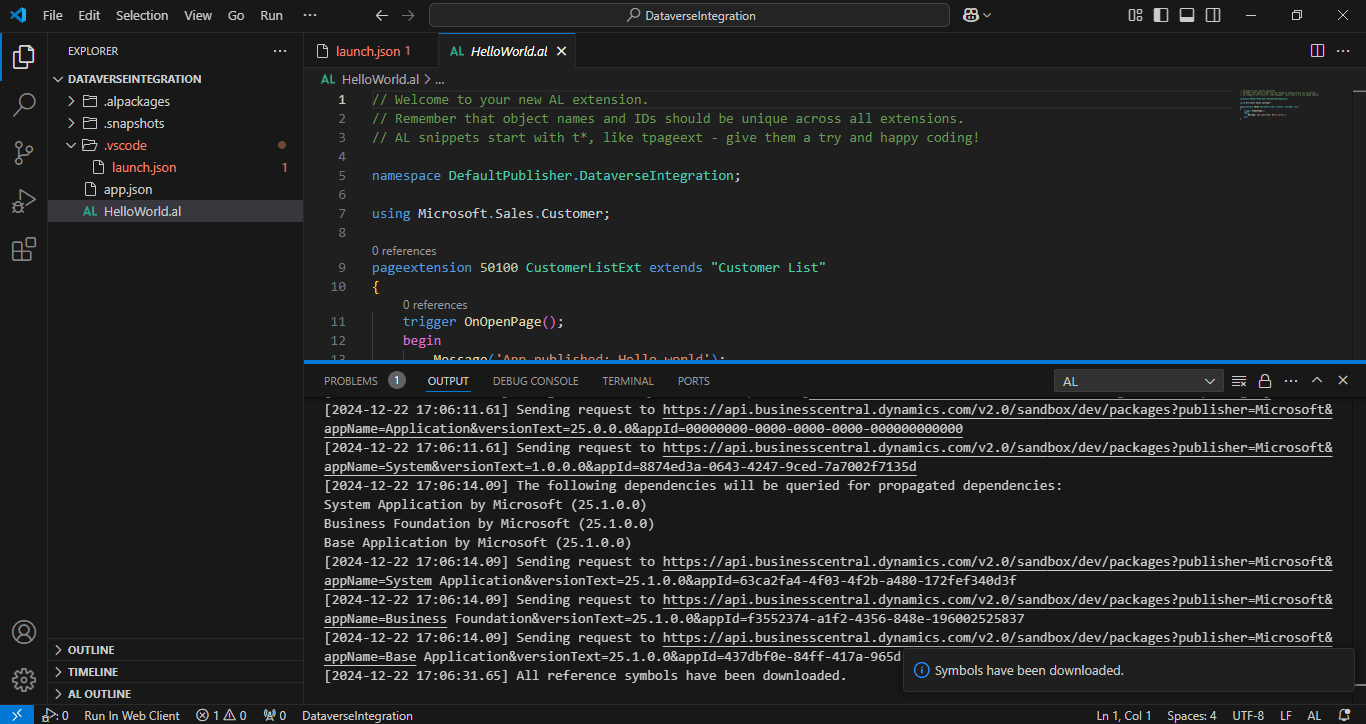 File Edit Selection View Go Run ··· DataverseIntegration
EXPLORER ···
DATAVERSEINTEGRATION
.alpackages
.snapshots
.vscode
launch.json 1
app.json
AL HelloWorld.al
OUTLINE
TIMELINE
AL OUTLINE
launch.json 1 AL HelloWorld.al
AL HelloWorld.al > ...
1 // Welcome to your new AL extension.
2 // Remember that object names and IDs should be unique across all extensions.
3 // AL snippets start with t*, like tpageext - give them a try and happy coding!
4
5 namespace DefaultPublisher.DataverseIntegration;
6
7 using Microsoft.Sales.Customer;
8
0 references
9 pageextension 50100 CustomerListExt extends "Customer List"
10 {
0 references
11 trigger OnOpenPage();
12 begin
13 Message('App published: Hello world');
PROBLEMS 1 OUTPUT DEBUG CONSOLE TERMINAL PORTS AL
[2024-12-22 17:06:11.61] Sending request to https://api.businesscentral.dynamics.com/v2.0/sandbox/dev/packages?publisher=Microsoft&
appName=Application&versionText=25.0.0.0&appId=00000000-0000-0000-0000-000000000000
[2024-12-22 17:06:11.61] Sending request to https://api.businesscentral.dynamics.com/v2.0/sandbox/dev/packages?publisher=Microsoft&
appName=System&versionText=1.0.0.0&appId=8874ed3a-0643-4247-9ced-7a7002f7135d
[2024-12-22 17:06:14.09] The following dependencies will be queried for propagated dependencies:
System Application by Microsoft (25.1.0.0)
Business Foundation by Microsoft (25.1.0.0)
Base Application by Microsoft (25.1.0.0)
[2024-12-22 17:06:14.09] Sending request to https://api.businesscentral.dynamics.com/v2.0/sandbox/dev/packages?publisher=Microsoft&
appName=System Application&versionText=25.1.0.0&appId=63ca2fa4-4f03-4f2b-a480-172fef340d3f
[2024-12-22 17:06:14.09] Sending request to https://api.businesscentral.dynamics.com/v2.0/sandbox/dev/packages?publisher=Microsoft&
appName=Business Foundation&versionText=25.1.0.0&appId=f3552374-a1f2-4356-848e-196002525837
[2024-12-22 17:06:14.09] Sending request to https://api.businesscentral.dynamics.com/v2.0/sandbox/dev/packages?publisher=Microsoft&
appName=Base Application&versionText=25.1.0.0&appId=437dbf0e-84ff-417a-965d
[2024-12-22 17:06:31.65] All reference symbols have been downloaded.
Symbols have been downloaded.
: 0 Run In Web Client 1 0 0 DataverseIntegration Ln 1, Col 1 Spaces: 4 UTF-8 LF AL